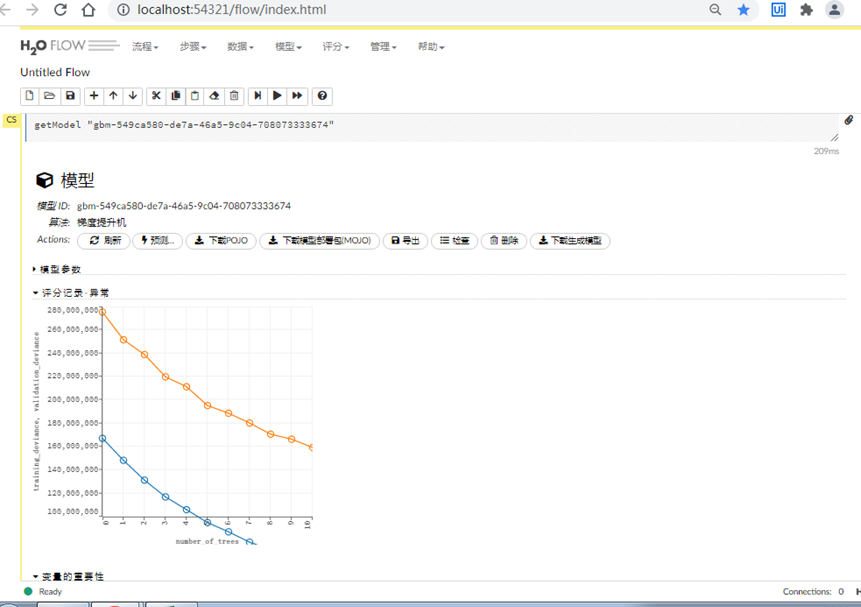 localhost:54321/flow/index.html
Ui
H2O FLOW 流程 步骤 数据 模型 评分 管理 帮助
Untitled Flow
CS
getModel "gbm-549ca580-de7a-46a5-9c04-708073333674"
209ms
模型
模型 ID: gbm-549ca580-de7a-46a5-9c04-708073333674
算法: 梯度提升机
Actions: 刷新 预测... 下载POJO 下载模型部署包(MOJO) 导出 检查 删除 下载生成模型
模型参数
评分记录 - 异常
280,000,000
260,000,000
240,000,000
220,000,000
200,000,000
180,000,000
160,000,000
140,000,000
120,000,000
100,000,000
training_deviance, validation_deviance
0 1 2 3 4 5 6 7 8 9 10
number_of_trees
变量的重要性
Ready Connections: 0 H